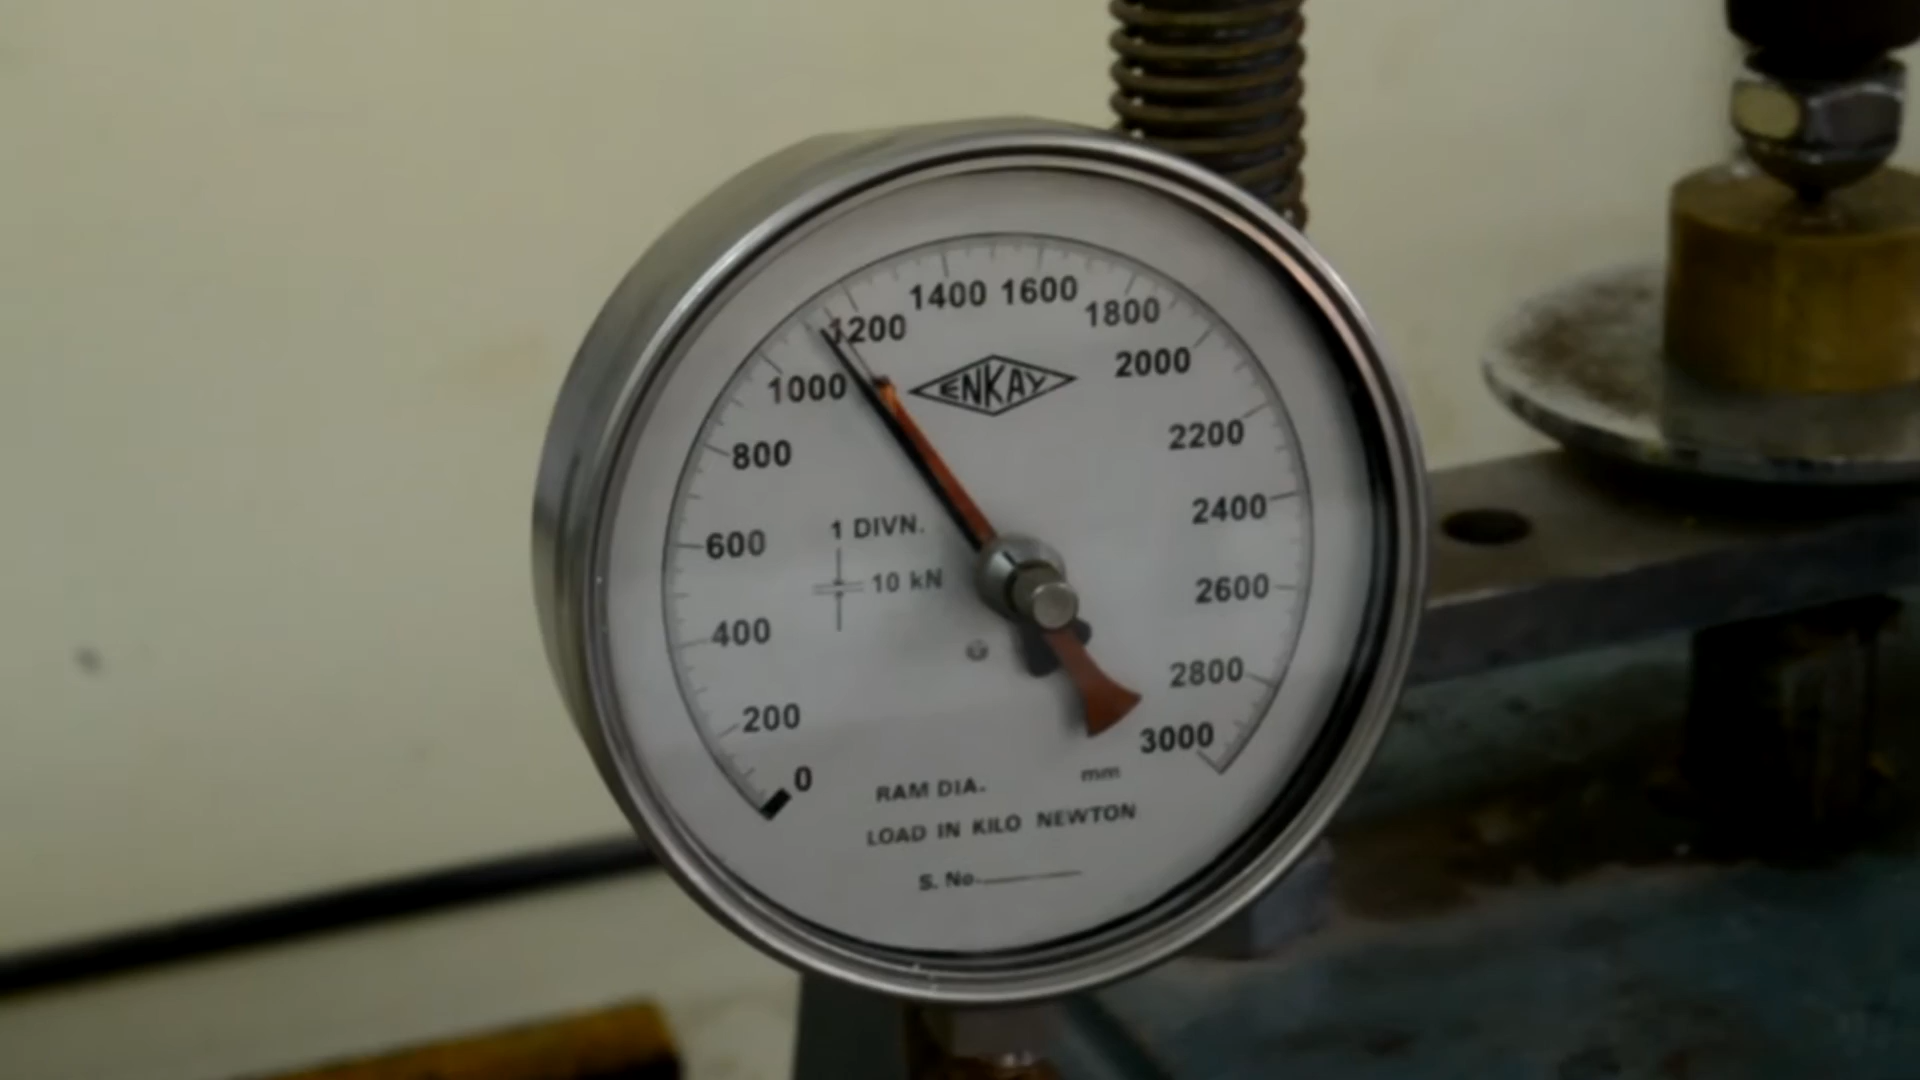 1400 1600
1200 1800
1000 ENKAY 2000
800 2200
1 DIVN.
600 2400
10 kN
400 2600
200 2800
0 3000
RAM DIA. mm
LOAD IN KILO NEWTON
S. No.